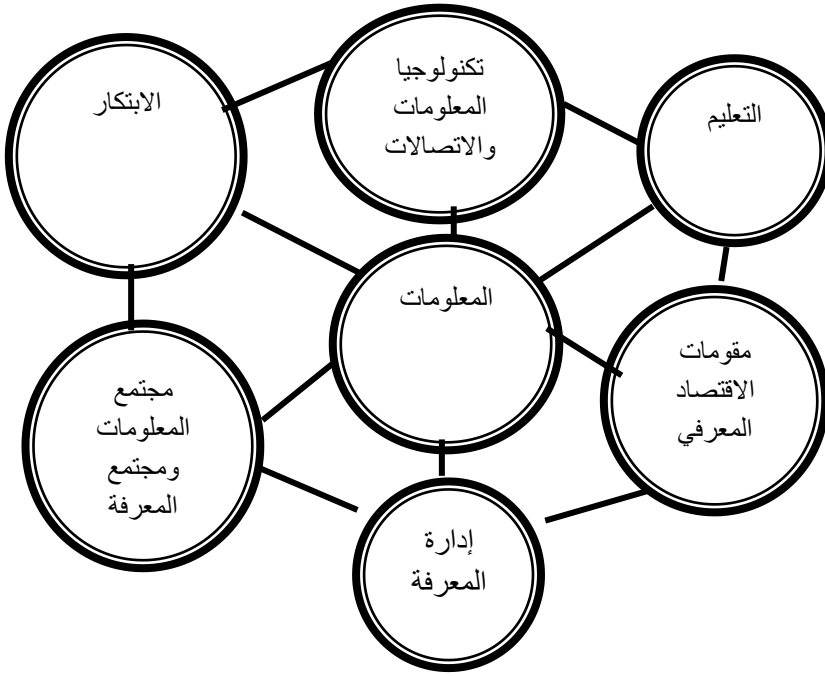 تكنولوجيا
المعلومات
والاتصالات
التعليم
الابتكار
المعلومات
مقومات
الاقتصاد
المعرفي
مجتمع
المعلومات
ومجتمع
المعرفة
إدارة
المعرفة